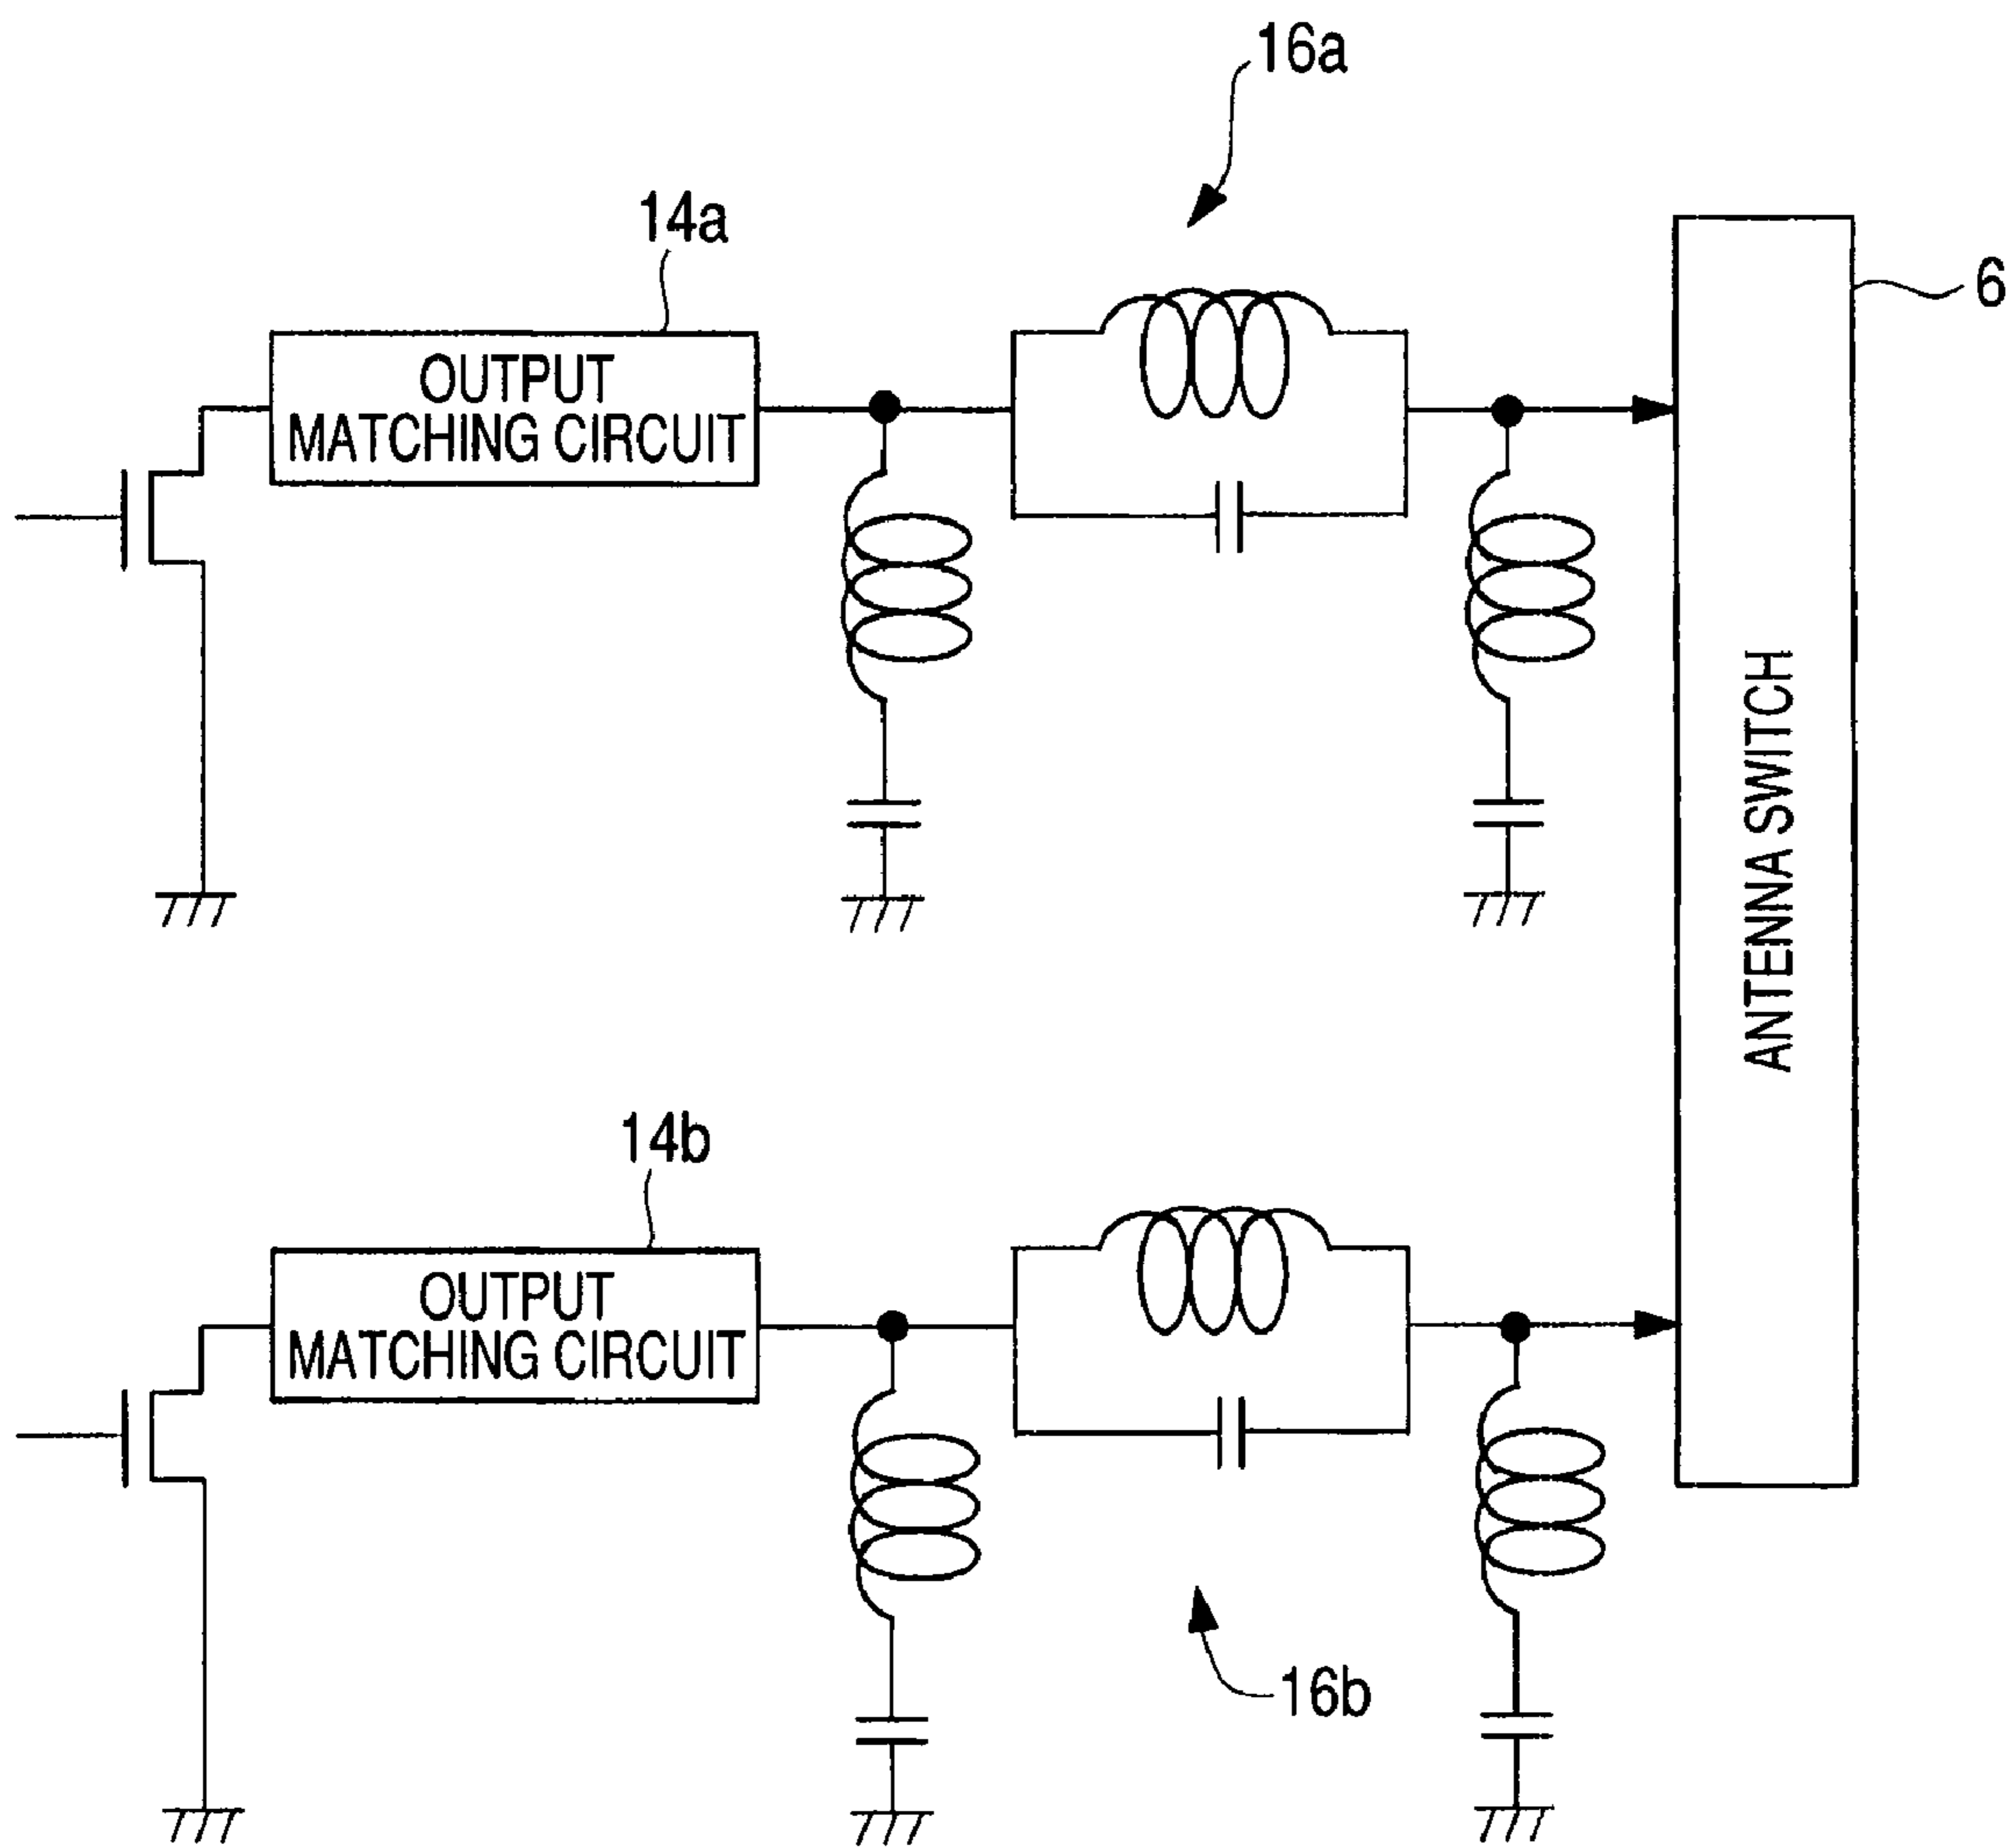 16a
14a
6
OUTPUT
MATCHING CIRCUIT
ANTENNA SWITCH
14b
OUTPUT
MATCHING CIRCUIT
16b